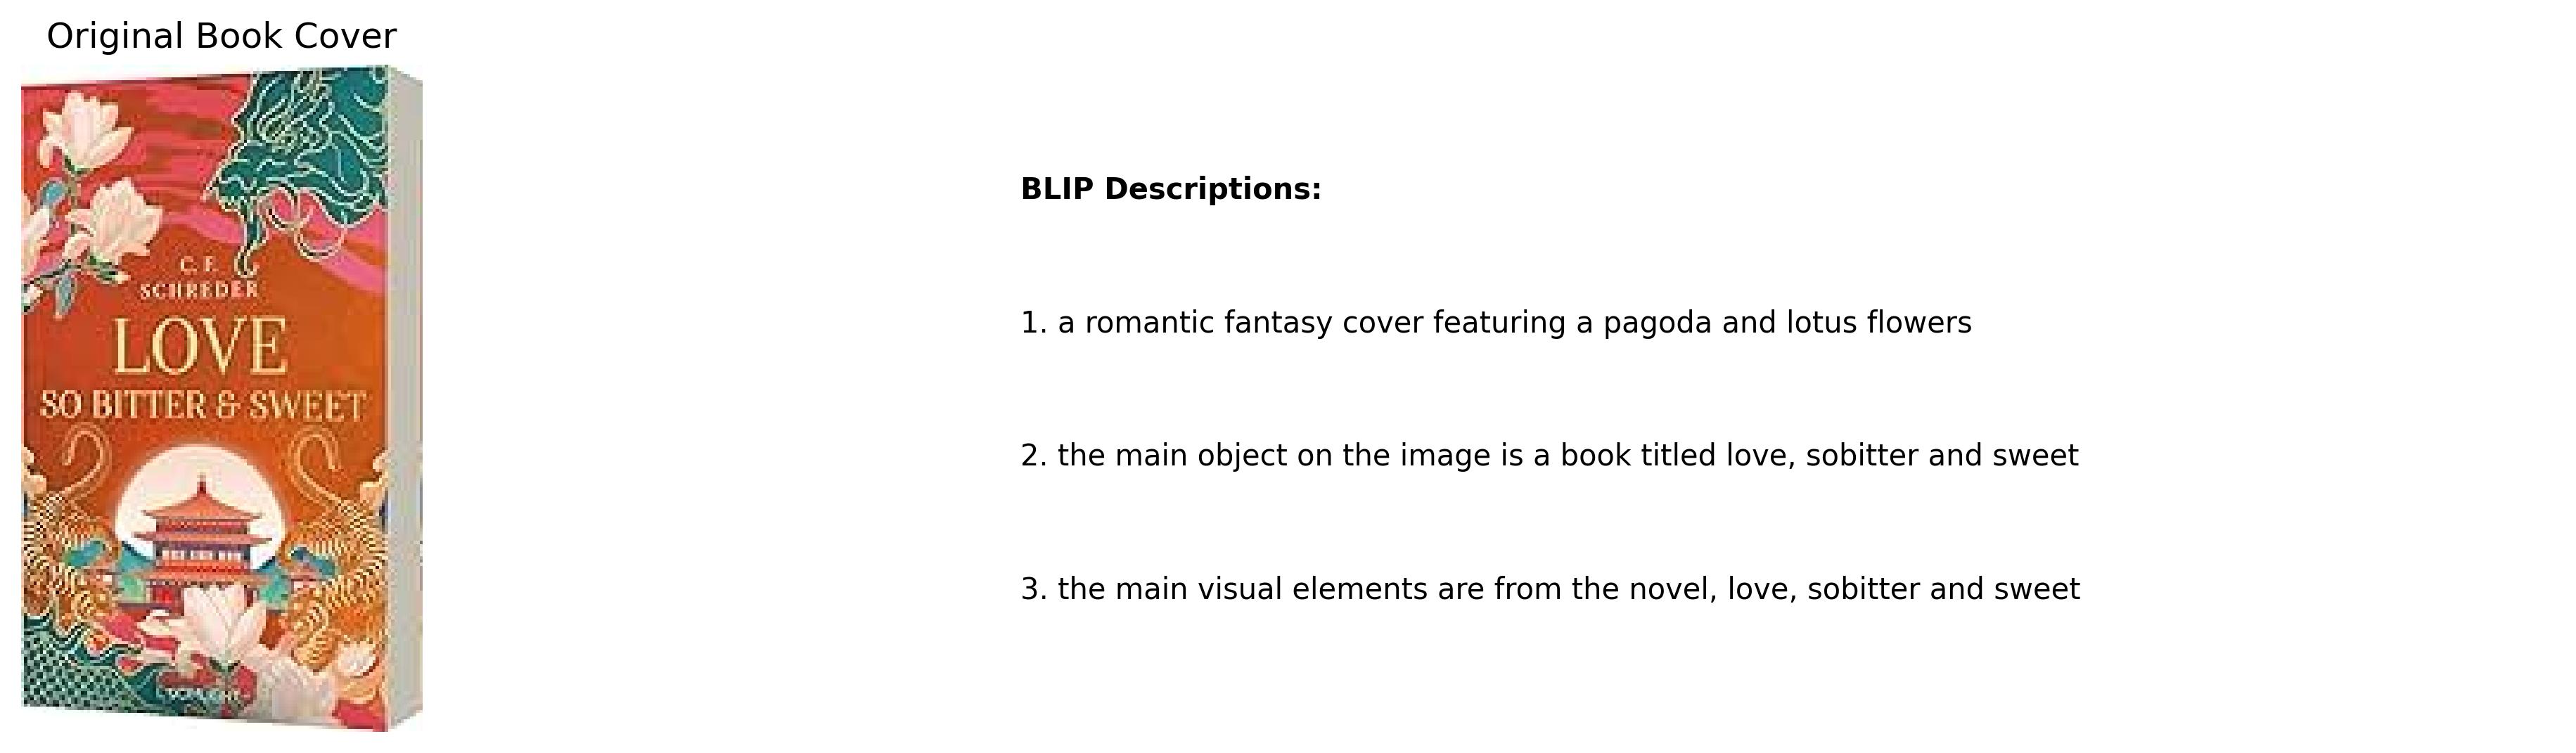 Original Book Cover
C. F.
SCHREDER
LOVE
SO BITTER & SWEET
BLIP Descriptions:
1. a romantic fantasy cover featuring a pagoda and lotus flowers
2. the main object on the image is a book titled love, sobitter and sweet
3. the main visual elements are from the novel, love, sobitter and sweet